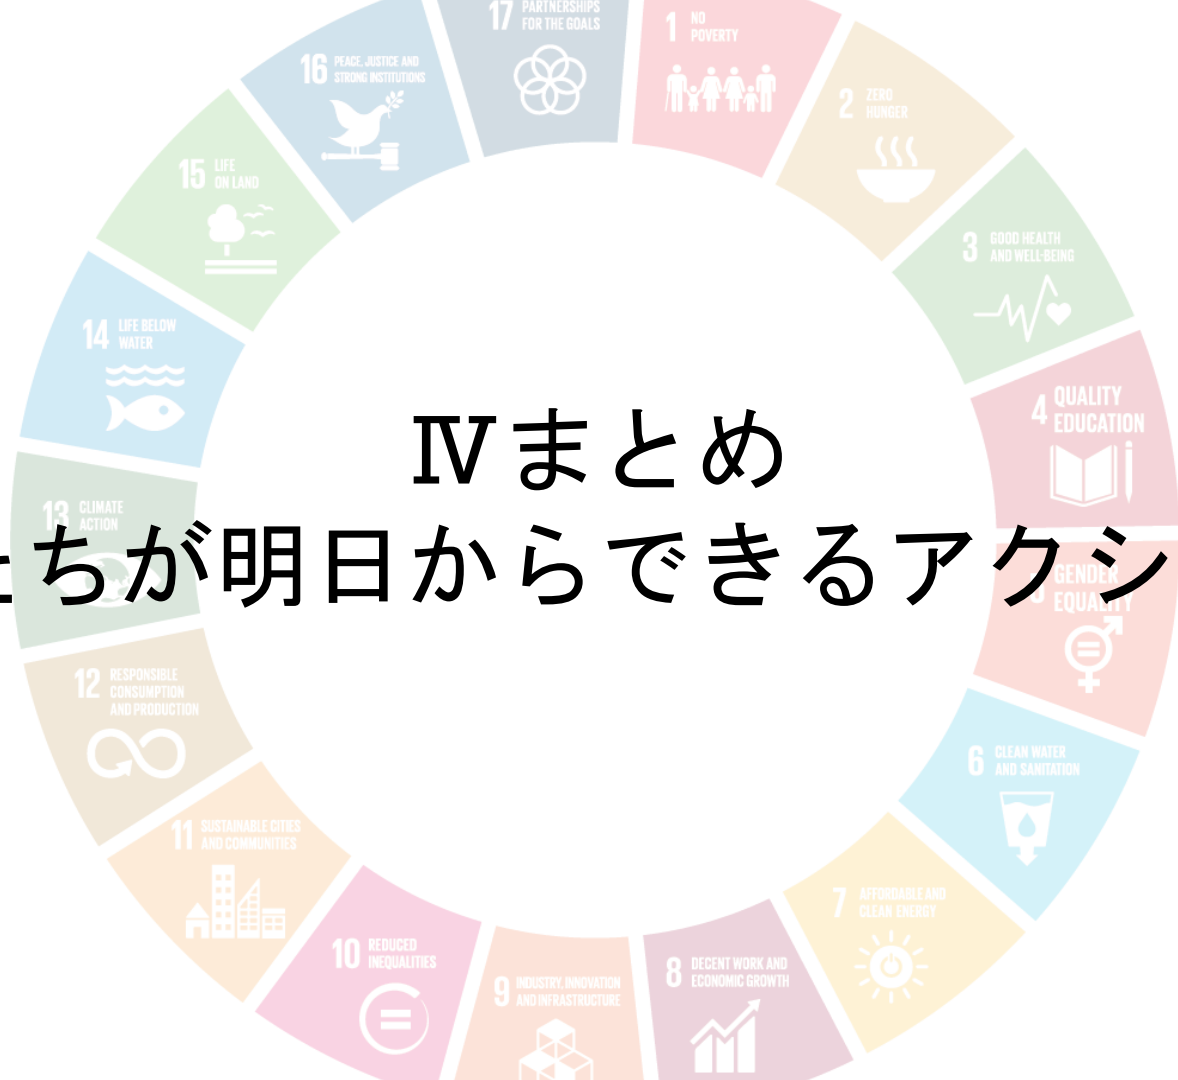 Ⅳまとめ
ちが明日からできるアクシ
1 NO
POVERTY
2 ZERO
HUNGER
3 GOOD HEALTH
AND WELL-BEING
4 QUALITY
EDUCATION
5 GENDER
EQUALITY
6 CLEAN WATER
AND SANITATION
7 AFFORDABLE AND
CLEAN ENERGY
8 DECENT WORK AND
ECONOMIC GROWTH
9 INDUSTRY, INNOVATION
AND INFRASTRUCTURE
10 REDUCED
INEQUALITIES
11 SUSTAINABLE CITIES
AND COMMUNITIES
12 RESPONSIBLE
CONSUMPTION
AND PRODUCTION
13 CLIMATE
ACTION
14 LIFE BELOW
WATER
15 LIFE
ON LAND
16 PEACE, JUSTICE AND
STRONG INSTITUTIONS
17 PARTNERSHIPS
FOR THE GOALS